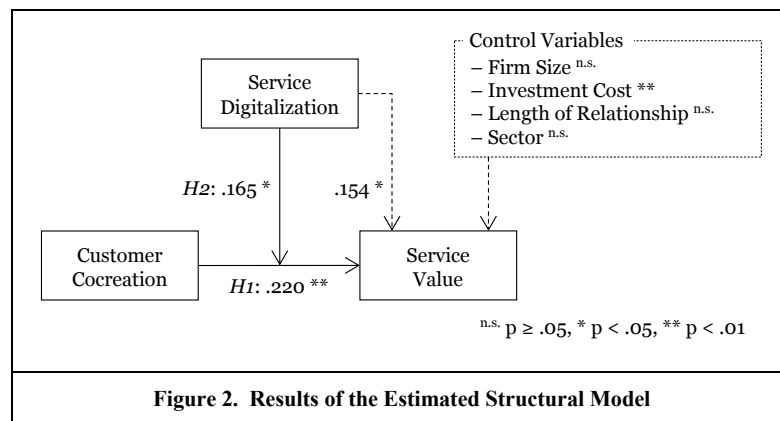 Control Variables
– Firm Size n.s.
– Investment Cost **
– Length of Relationship n.s.
– Sector n.s.
Service
Digitalization
H2: .165 *
.154 *
Customer
Cocreation
H1: .220 **
Service
Value
n.s. p ≥ .05, * p < .05, ** p < .01
Figure 2. Results of the Estimated Structural Model